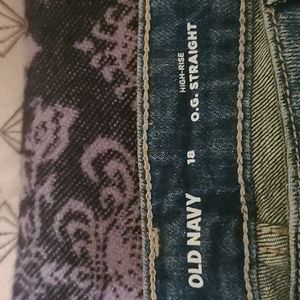 OLD NAVY
18
HIGH-RISE
O.G. STRAIGHT